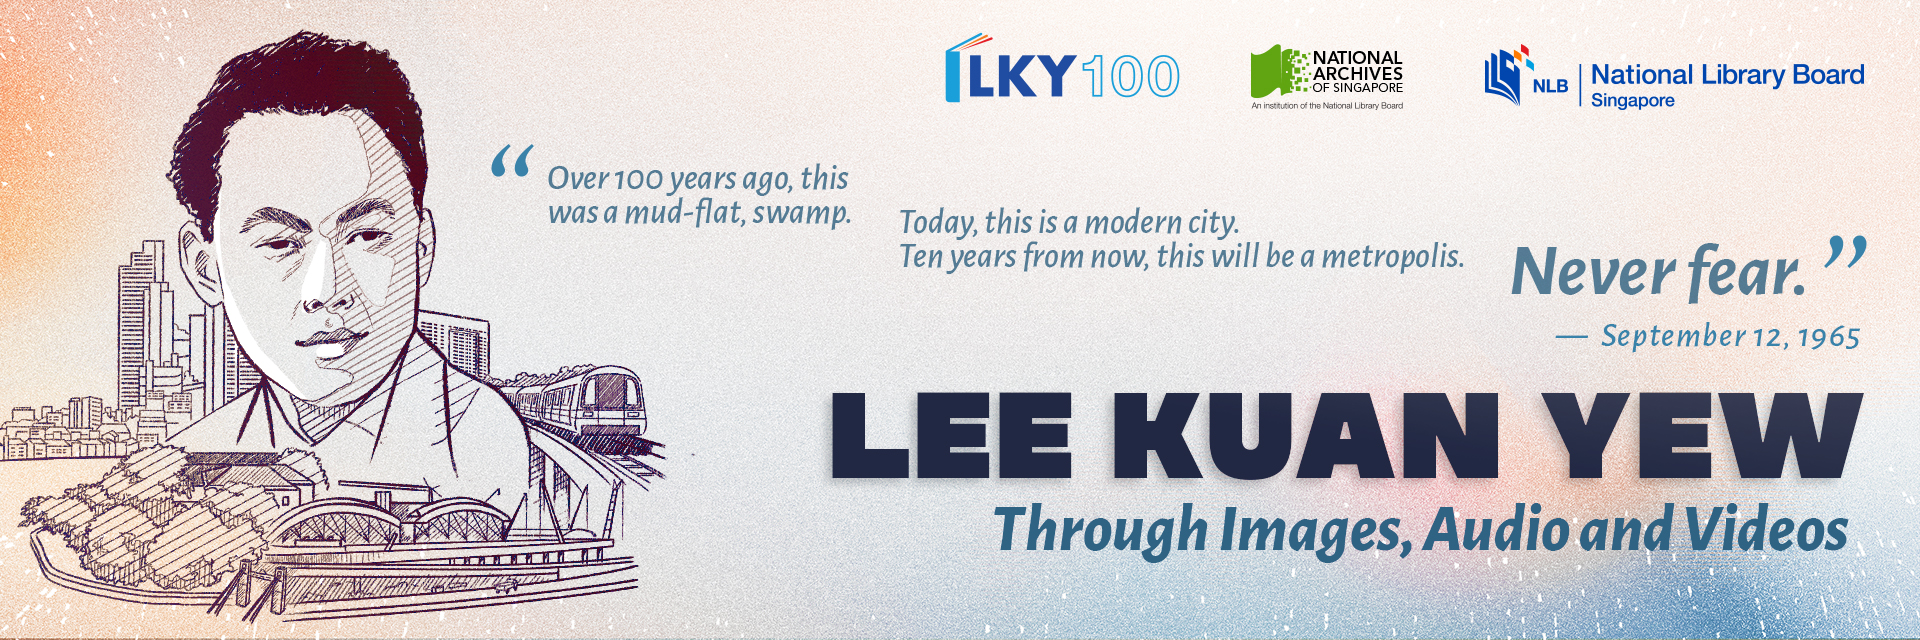 LKY100
NATIONAL
ARCHIVES
OF SINGAPORE
An institution of the National Library Board
NLB
National Library Board
Singapore
“ Over 100 years ago, this
was a mud-flat, swamp.
Today, this is a modern city.
Ten years from now, this will be a metropolis.
Never fear. ”
— September 12, 1965
LEE KUAN YEW
Through Images, Audio and Videos